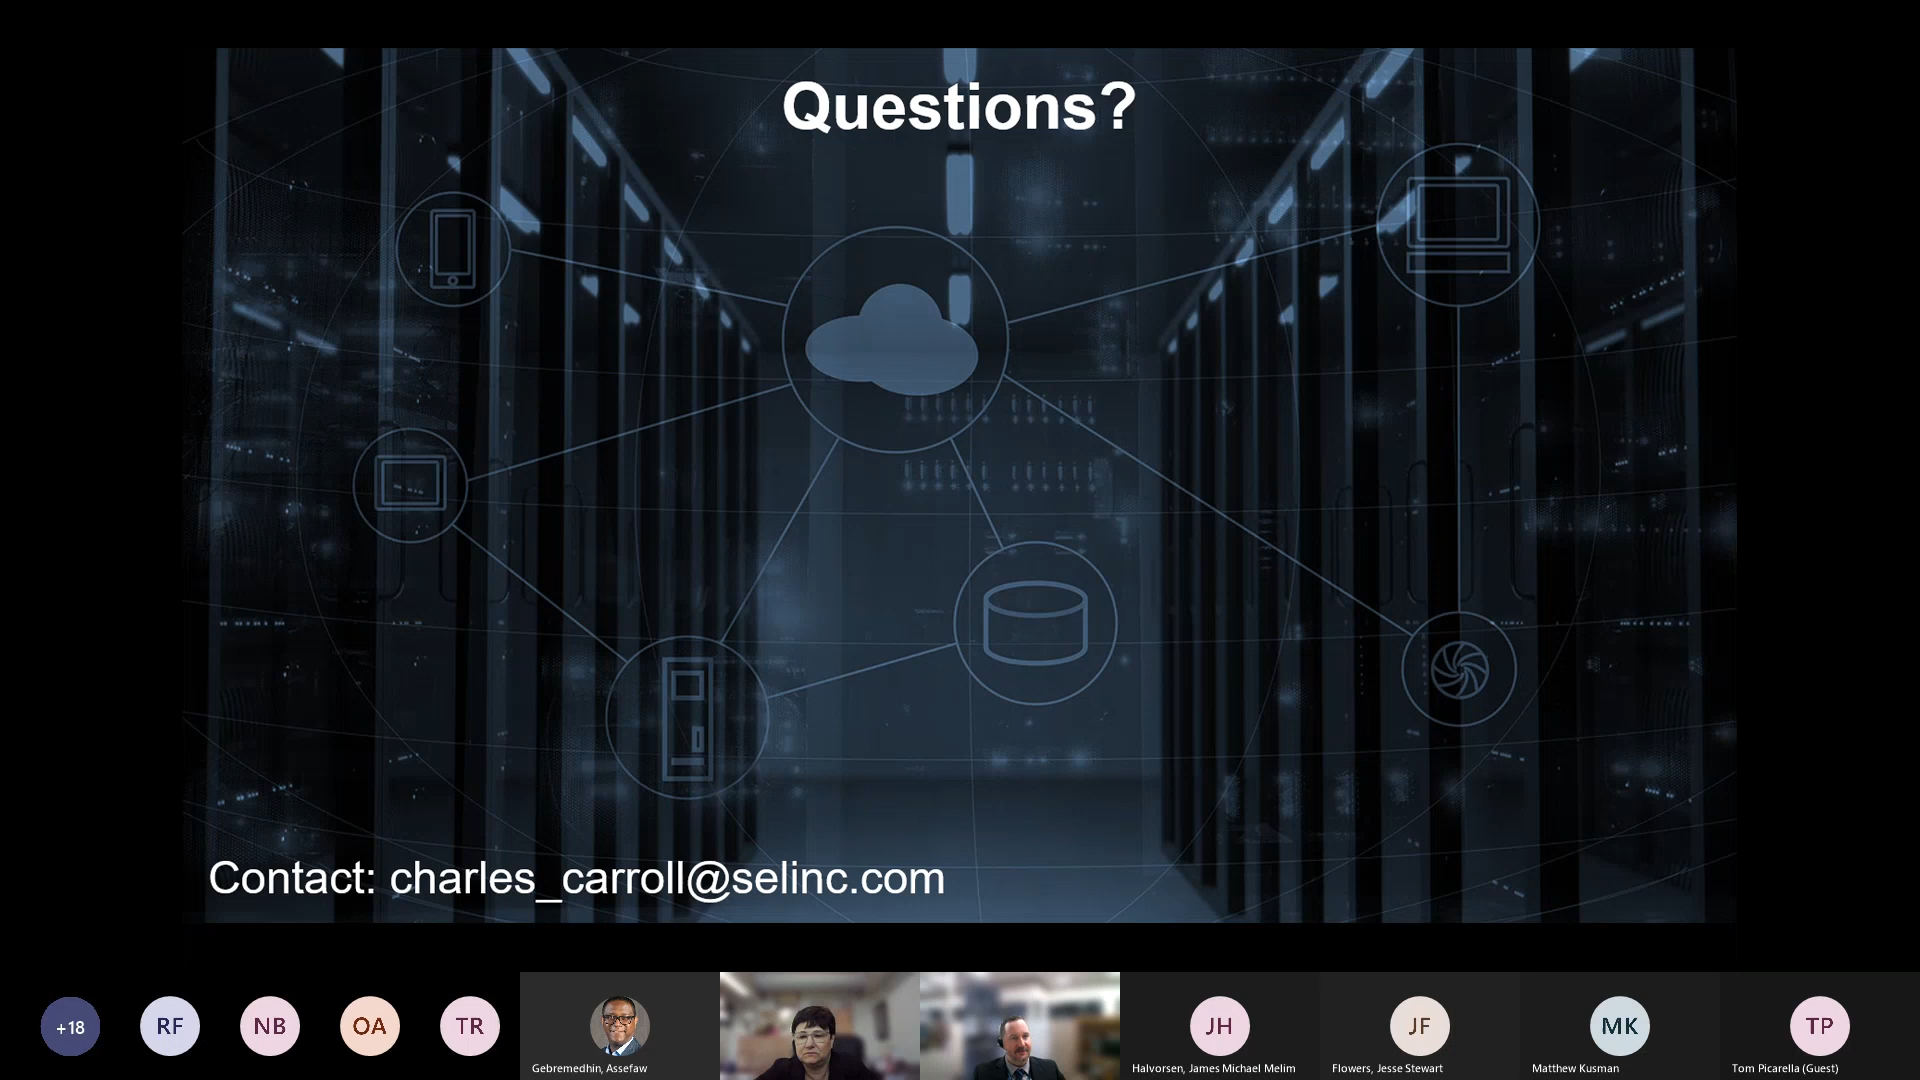 Questions?
Contact: charles_carroll@selinc.com
+18
RF
NB
OA
TR
Gebremedhin, Assefaw
JH
Halvorsen, James Michael Melim
JF
Flowers, Jesse Stewart
MK
Matthew Kusman
TP
Tom Picarella (Guest)